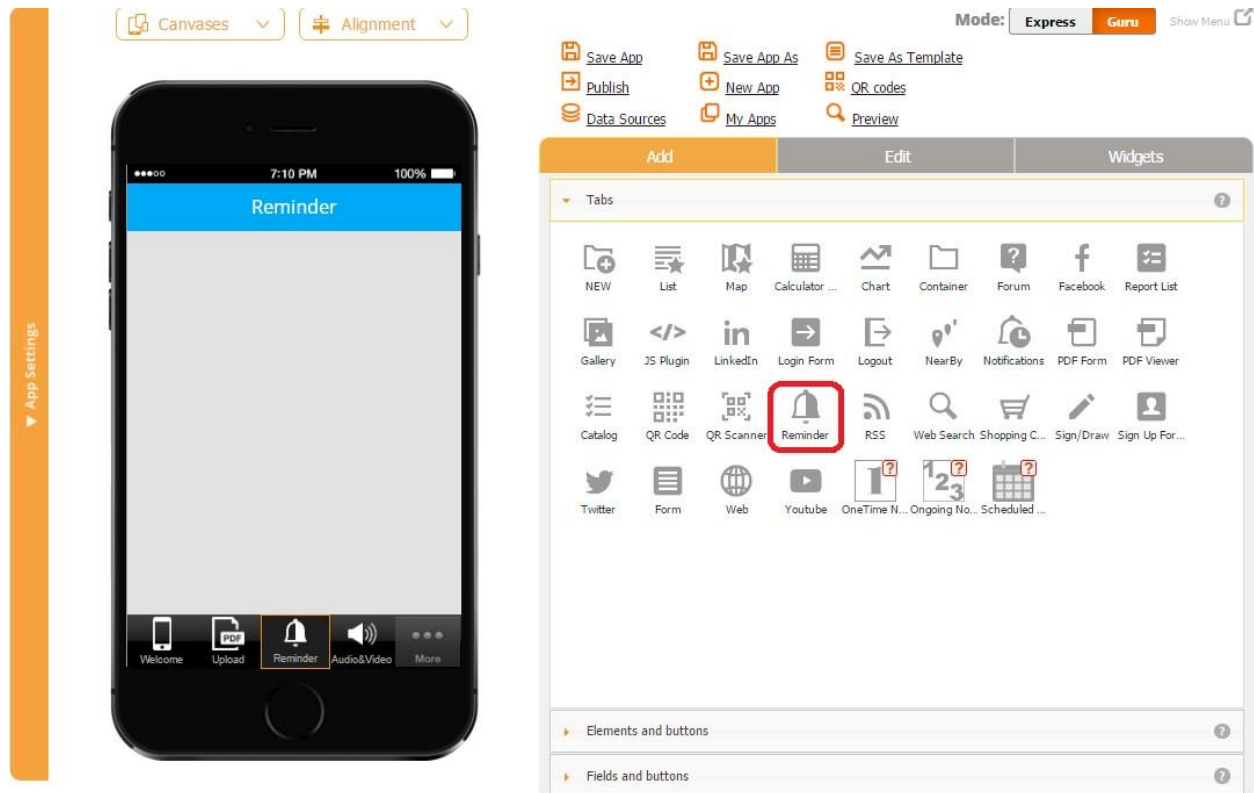 Canvases
Alignment
Mode: Express Guru Show Menu
Save App Save App As Save As Template
Publish New App QR codes
Data Sources My Apps Preview
Add Edit Widgets
App Settings
7:10 PM 100%
Reminder
Tabs
NEW List Map Calculator ... Chart Container Forum Facebook Report List
Gallery JS Plugin LinkedIn Login Form Logout NearBy Notifications PDF Form PDF Viewer
Catalog QR Code QR Scanner Reminder RSS Web Search Shopping C... Sign/Draw Sign Up For...
Twitter Form Web Youtube OneTime N... Ongoing No... Scheduled ...
PDF
Welcome Upload Reminder Audio&Video More
Elements and buttons
Fields and buttons